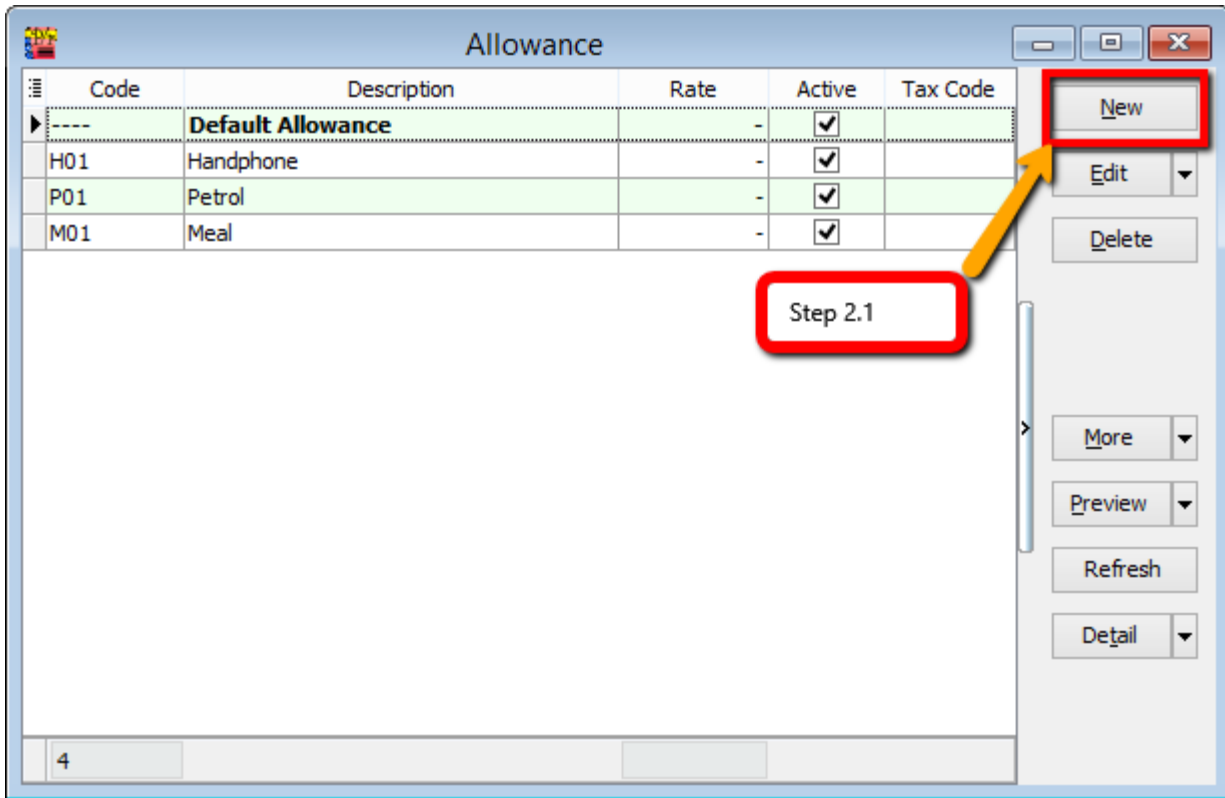 Allowance
Code Description Rate Active Tax Code
---- Default Allowance -
H01 Handphone -
P01 Petrol -
M01 Meal -
4
New
Edit
Delete
Step 2.1
More
Preview
Refresh
Detail